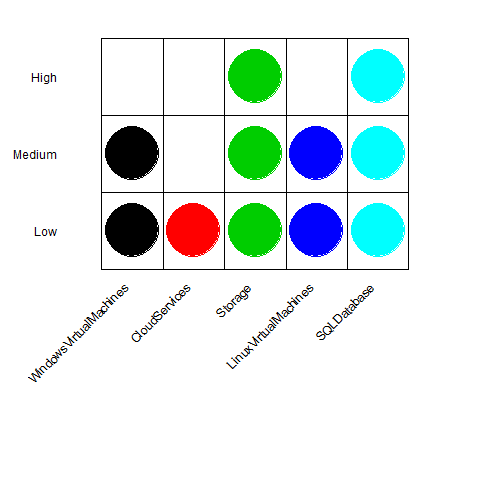 High
Medium
Low
WindowsVirtualMachines
CloudServices
Storage
LinuxVirtualMachines
SQLDatabase